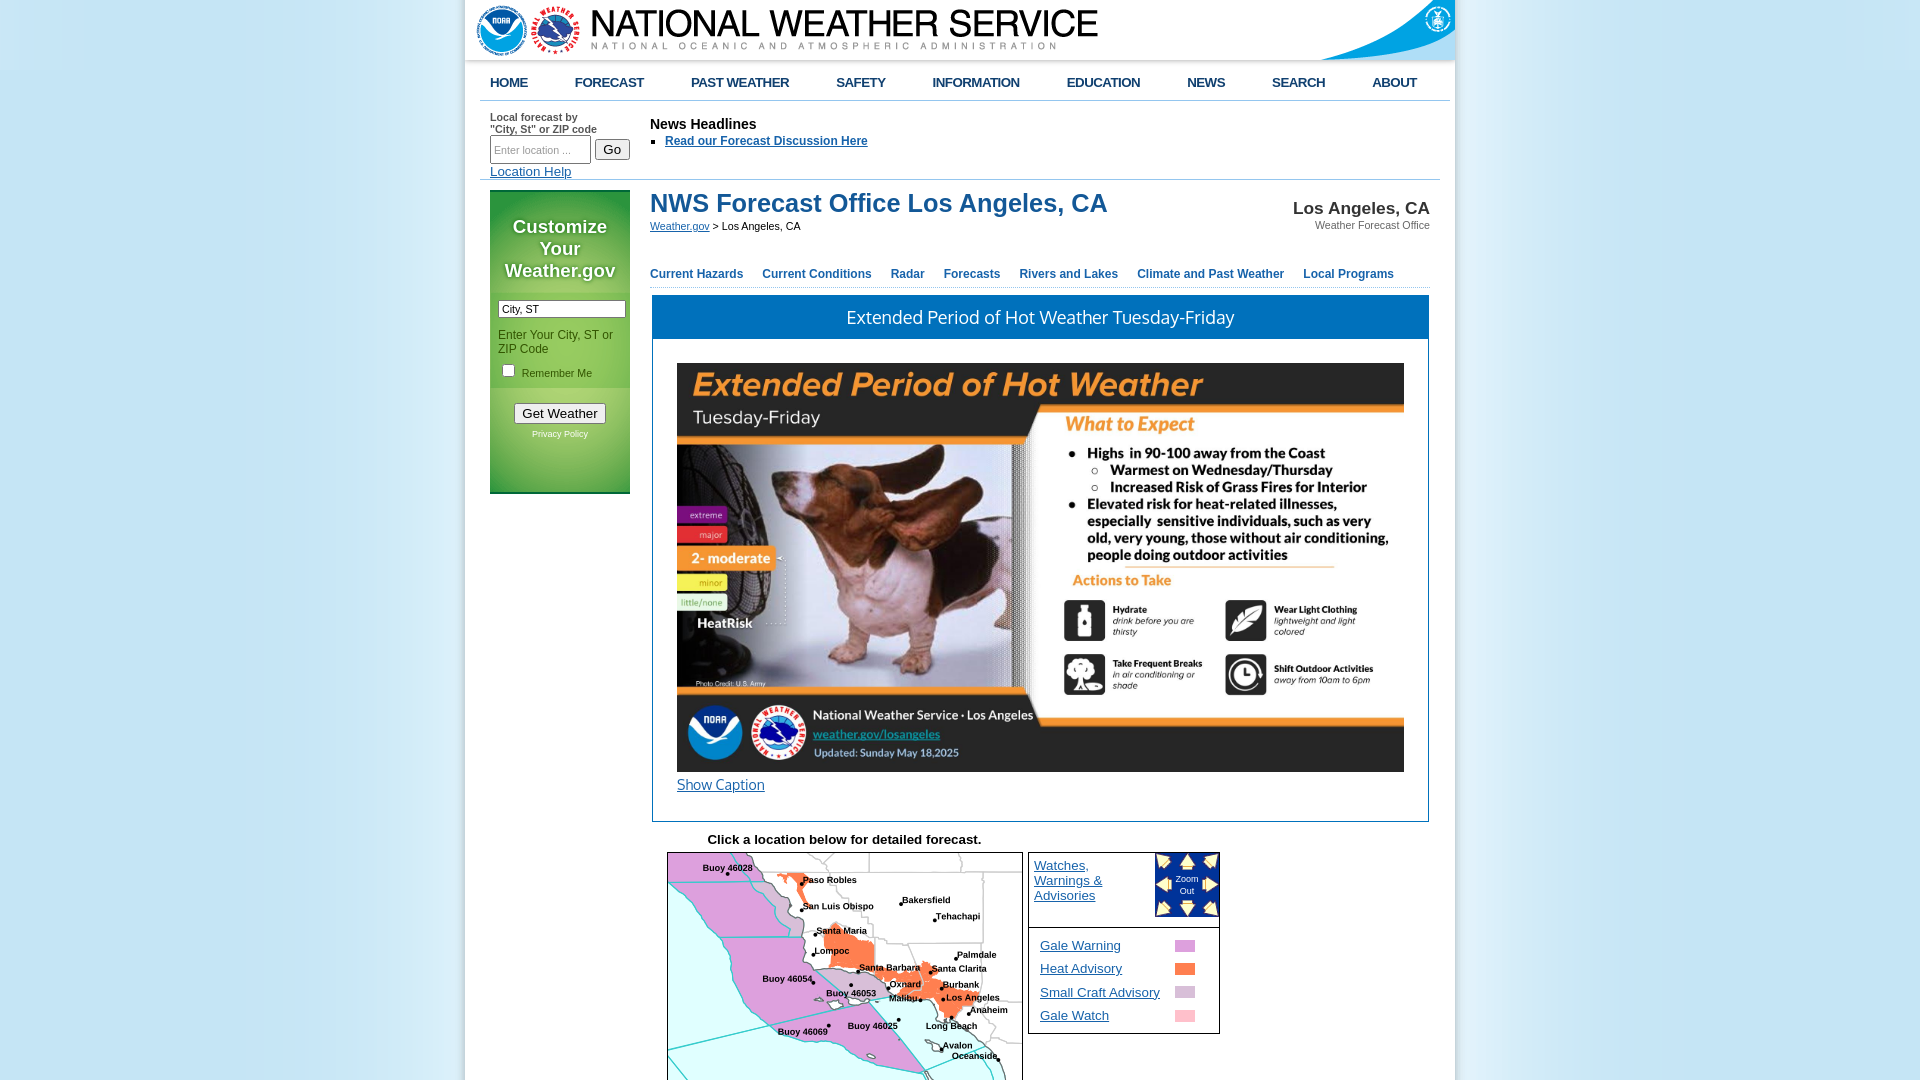 NATIONAL WEATHER SERVICE
NATIONAL OCEANIC AND ATMOSPHERIC ADMINISTRATION
HOME FORECAST PAST WEATHER SAFETY INFORMATION EDUCATION NEWS SEARCH ABOUT
Local forecast by
"City, St" or ZIP code
Enter location ...
Go
Location Help
News Headlines
Read our Forecast Discussion Here
Customize
Your
Weather.gov
City, ST
Enter Your City, ST or
ZIP Code
Remember Me
Get Weather
Privacy Policy
NWS Forecast Office Los Angeles, CA
Weather.gov > Los Angeles, CA
Los Angeles, CA
Weather Forecast Office
Current Hazards Current Conditions Radar Forecasts Rivers and Lakes Climate and Past Weather Local Programs
Extended Period of Hot Weather Tuesday-Friday
Extended Period of Hot Weather
Tuesday-Friday
extreme
major
2- moderate
minor
little/none
HeatRisk
Photo Credit: U.S. Army
What to Expect
● Highs in 90-100 away from the Coast
○ Warmest on Wednesday/Thursday
○ Increased Risk of Grass Fires for Interior
● Elevated risk for heat-related illnesses,
especially sensitive individuals, such as very
old, very young, those without air conditioning,
people doing outdoor activities
Actions to Take
Hydrate
drink before you are
thirsty
Wear Light Clothing
lightweight and light
colored
Take Frequent Breaks
in air conditioning or
shade
Shift Outdoor Activities
away from 10am to 6pm
NOAA
National Weather Service · Los Angeles
weather.gov/losangeles
Updated: Sunday May 18,2025
Show Caption
Click a location below for detailed forecast.
Buoy 46028
Paso Robles
San Luis Obispo
Bakersfield
Tehachapi
Santa Maria
Lompoc
Palmdale
Santa Barbara
Santa Clarita
Buoy 46054
Oxnard
Burbank
Buoy 46053
Malibu
Los Angeles
Anaheim
Buoy 46069
Buoy 46025
Long Beach
Avalon
Oceanside
Watches,
Warnings &
Advisories
Zoom
Out
Gale Warning
Heat Advisory
Small Craft Advisory
Gale Watch